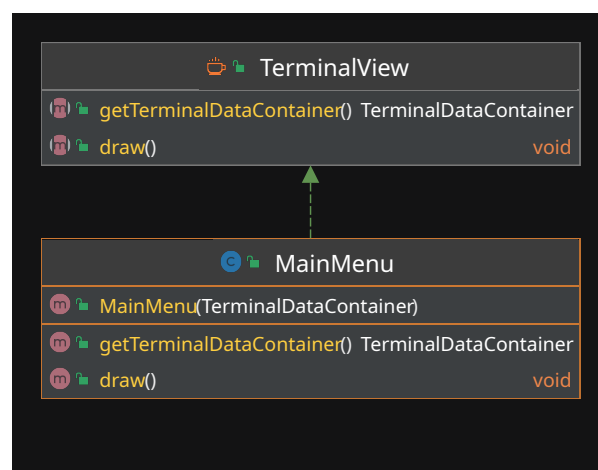 TerminalView
getTerminalDataContainer() TerminalDataContainer
draw() void
MainMenu
MainMenu(TerminalDataContainer)
getTerminalDataContainer() TerminalDataContainer
draw() void